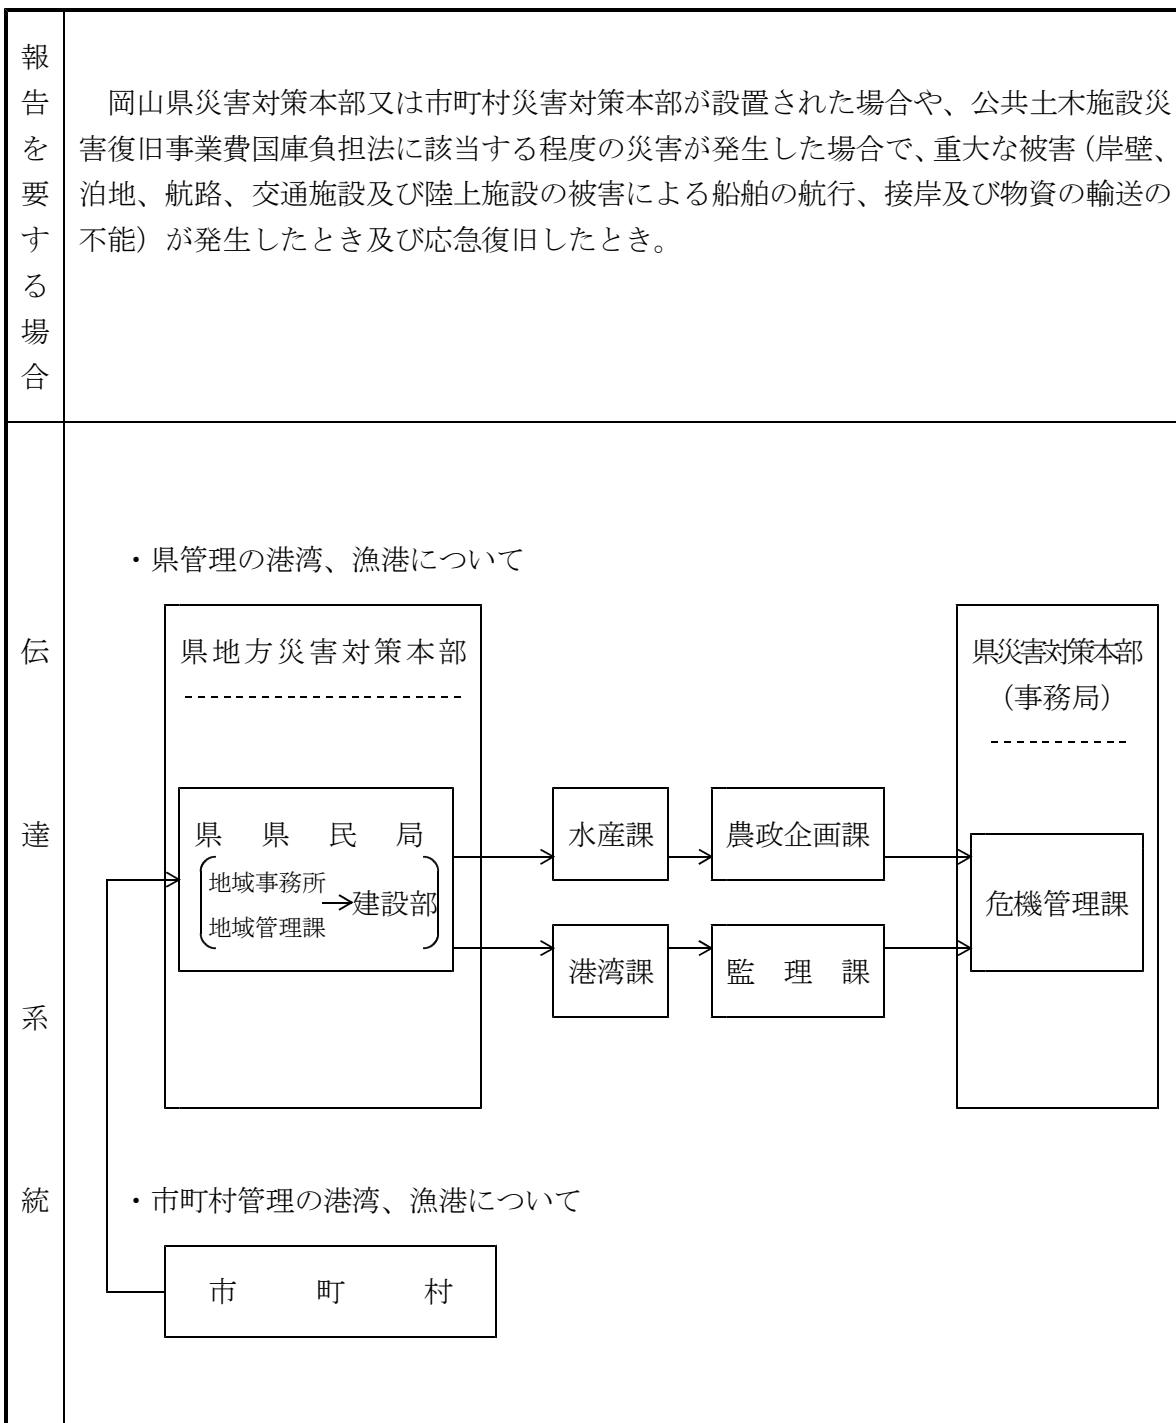 報告を要する場合
岡山県災害対策本部又は市町村災害対策本部が設置された場合や、公共土木施設災
害復旧事業費国庫負担法に該当する程度の災害が発生した場合で、重大な被害（岸壁、
泊地、航路、交通施設及び陸上施設の被害による船舶の航行、接岸及び物資の輸送の
不能）が発生したとき及び応急復旧したとき。
伝達系統
・県管理の港湾、漁港について
県地方災害対策本部
県県民局
地域事務所
地域管理課
建設部
水産課
農政企画課
港湾課
監理課
県災害対策本部
（事務局）
危機管理課
・市町村管理の港湾、漁港について
市町村